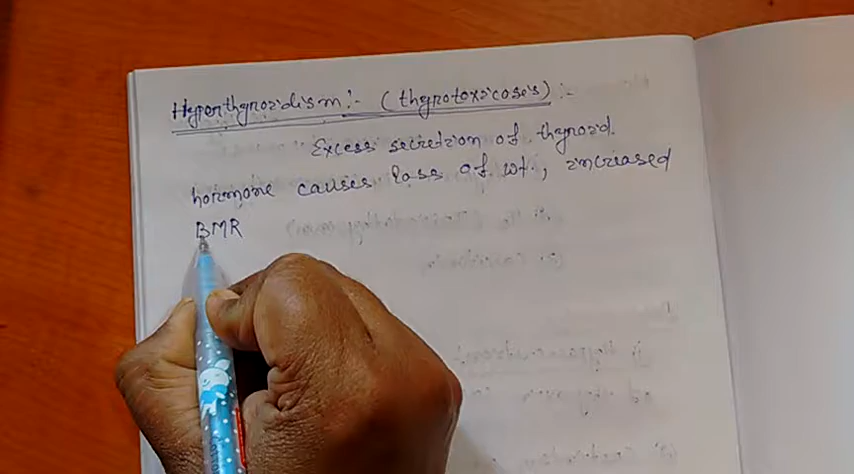 Hyperthyroidism :- (thyrotoxicosis) :-
Excess secretion of thyroid
hormone causes loss of wt., increased
BMR